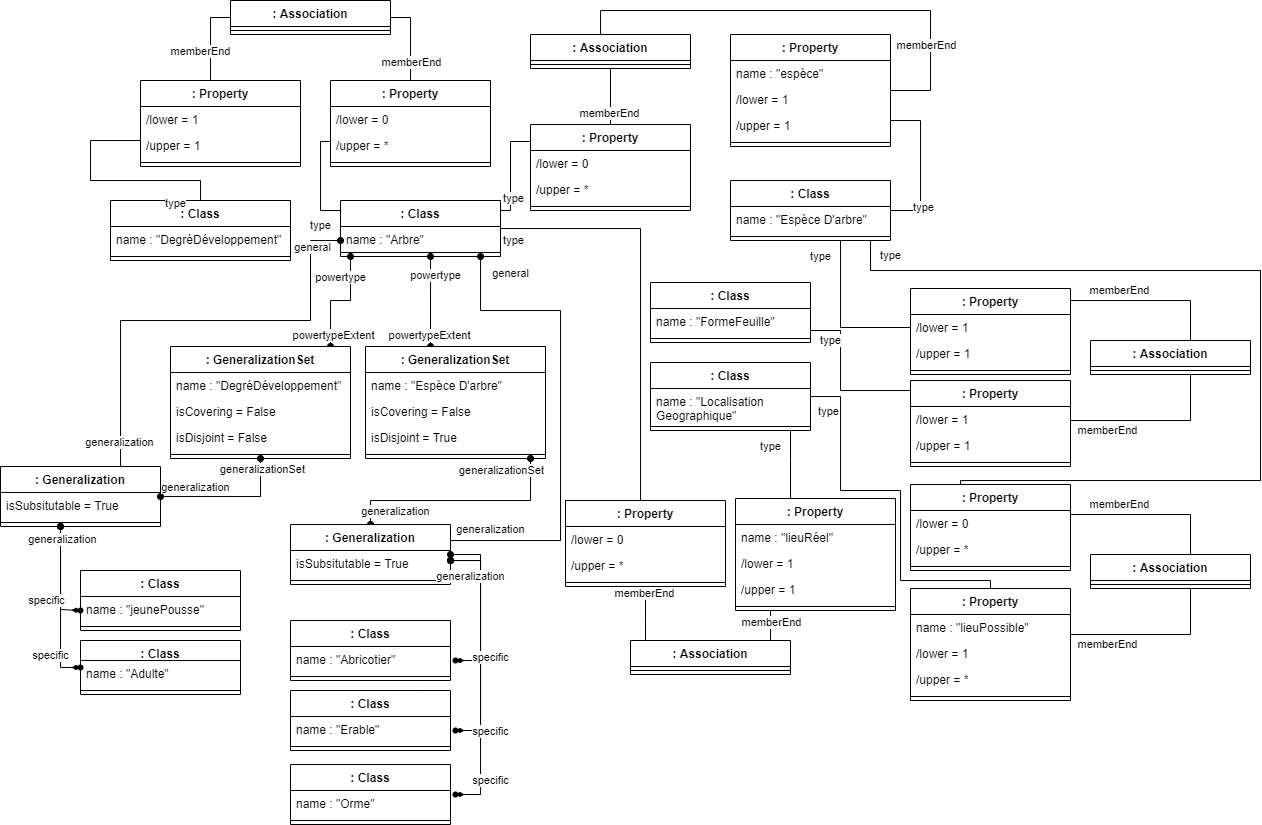 : Association
memberEnd
memberEnd
: Property
/lower = 1
/upper = 1
: Property
/lower = 0
/upper = *
: Association
memberEnd
memberEnd
: Property
/lower = 0
/upper = *
: Property
name : "espèce"
/lower = 1
/upper = 1
type
: Class
name : "DegréDéveloppement"
type
: Class
name : "Arbre"
type
type
general
powertype
powertype
general
: Class
name : "Espèce D'arbre"
type
type
type
: Class
name : "FormeFeuille"
type
: Class
name : "Localisation
Geographique"
type
type
: Property
/lower = 1
/upper = 1
memberEnd
: Association
: Property
/lower = 1
/upper = 1
memberEnd
powertypeExtent
powertypeExtent
: GeneralizationSet
name : "DegréDéveloppement"
isCovering = False
isDisjoint = False
: GeneralizationSet
name : "Espèce D'arbre"
isCovering = False
isDisjoint = True
generalization
generalizationSet
generalizationSet
: Generalization
isSubsitutable = True
generalization
generalization
generalization
: Generalization
isSubsitutable = True
generalization
generalization
: Property
/lower = 0
/upper = *
memberEnd
: Property
name : "lieuRéel"
/lower = 1
/upper = 1
memberEnd
: Association
: Property
/lower = 0
/upper = *
memberEnd
: Association
: Property
name : "lieuPossible"
/lower = 1
/upper = *
memberEnd
specific
: Class
name : "jeunePousse"
specific
: Class
name : "Adulte"
: Class
name : "Abricotier"
specific
: Class
name : "Erable"
specific
: Class
name : "Orme"
specific